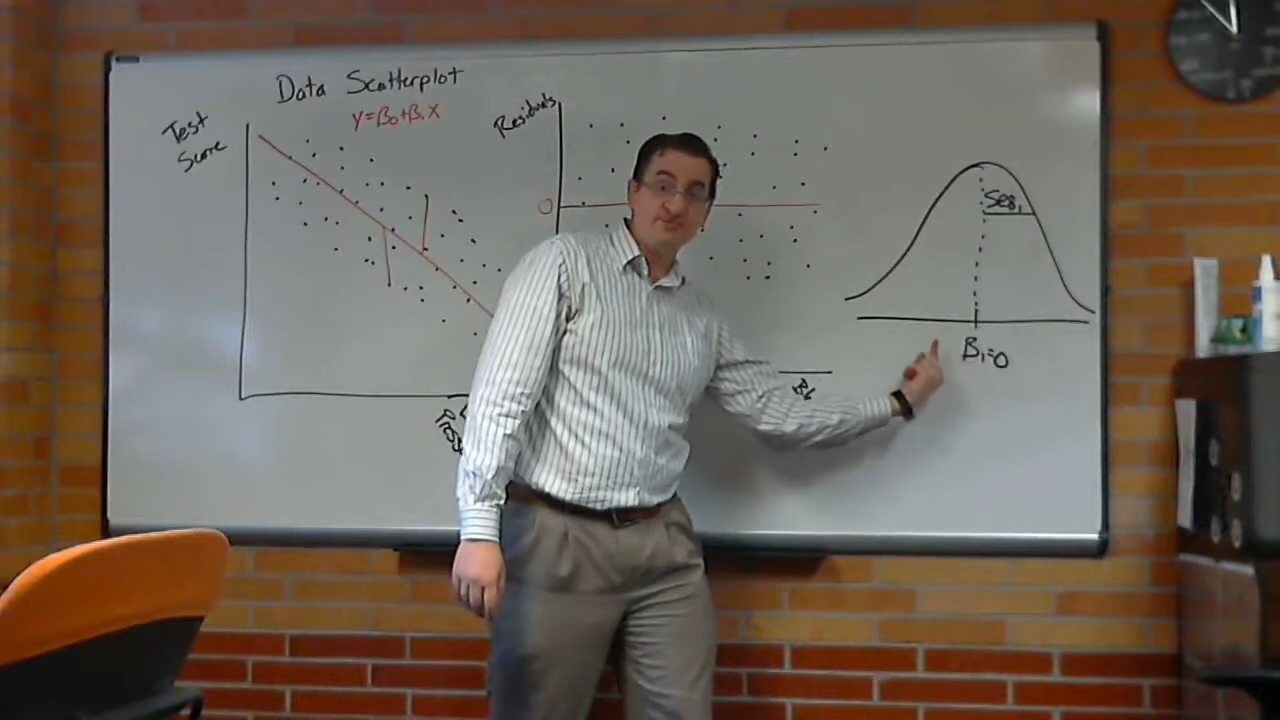 Data Scatterplot
y=β₀+β₁x
Test
Score
Residuals
0
SEβ₁
β₁=0